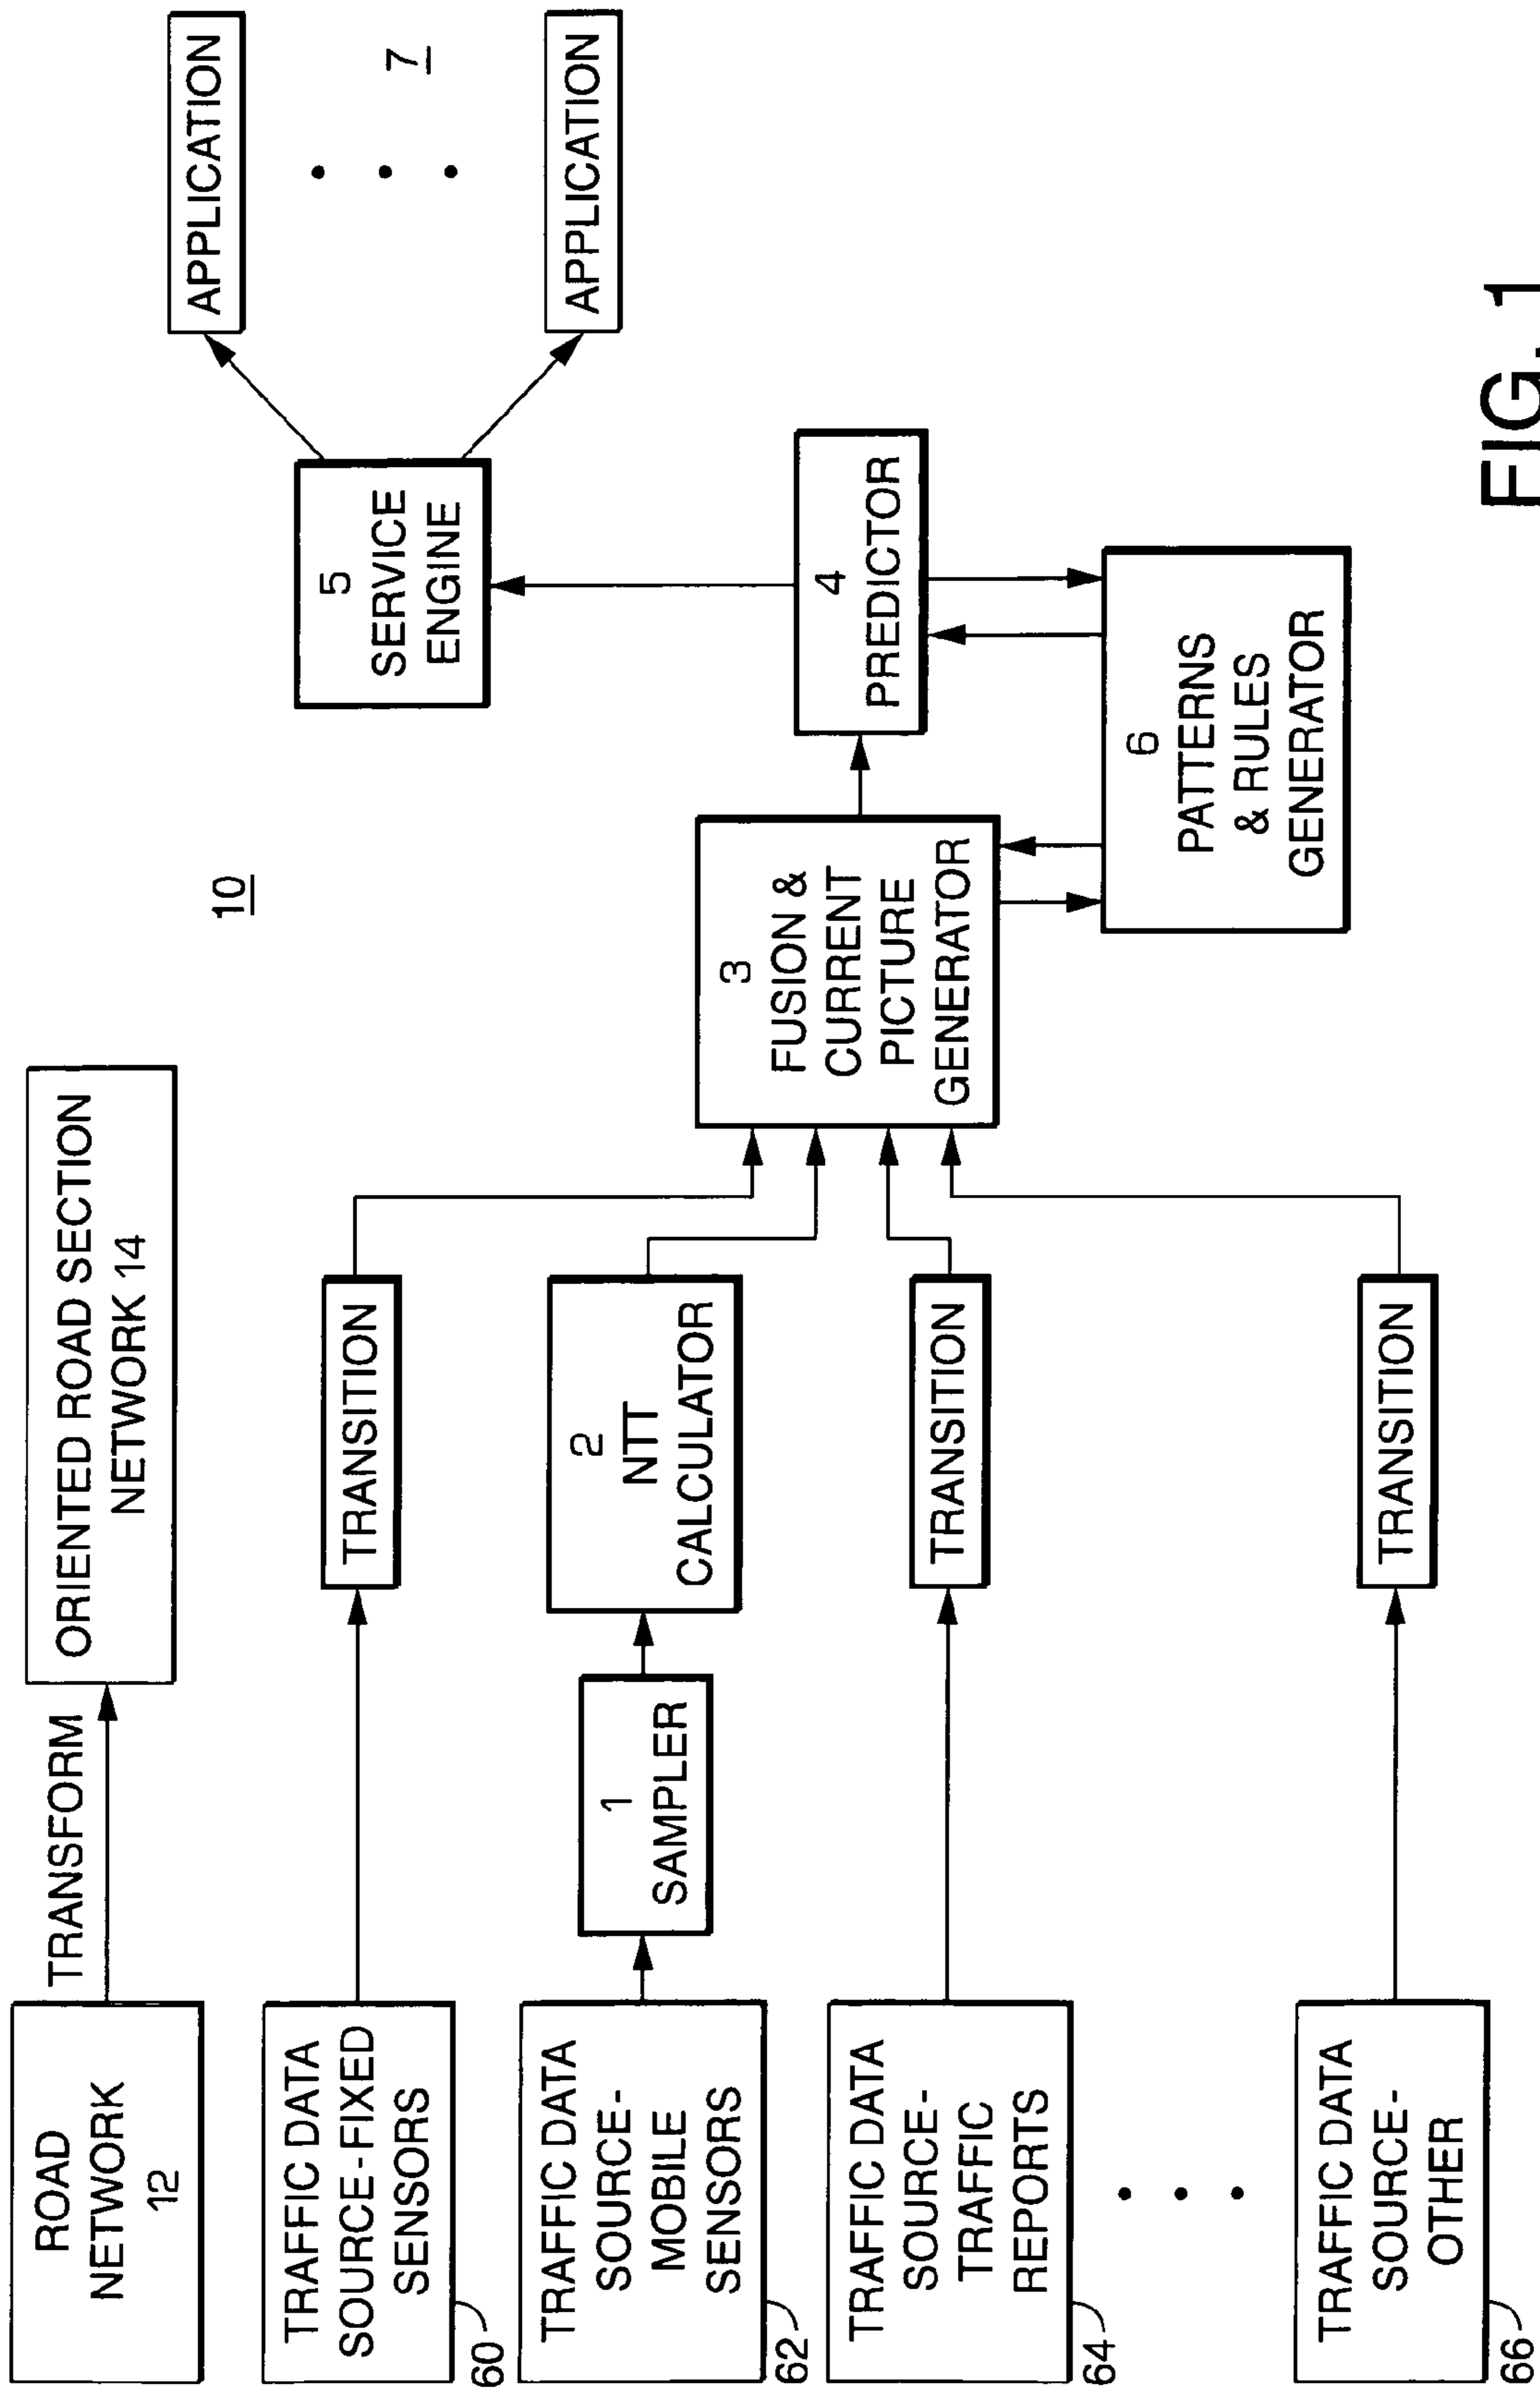 ROAD
NETWORK
12
TRANSFORM
ORIENTED ROAD SECTION
NETWORK 14
10
TRAFFIC DATA
SOURCE-FIXED
SENSORS
60
TRANSITION
TRAFFIC DATA
SOURCE-
MOBILE
SENSORS
62
1
SAMPLER
2
NTT
CALCULATOR
TRAFFIC DATA
SOURCE-
TRAFFIC
REPORTS
64
TRANSITION
TRAFFIC DATA
SOURCE-
OTHER
66
TRANSITION
3
FUSION &
CURRENT
PICTURE
GENERATOR
4
PREDICTOR
6
PATTERNS
& RULES
GENERATOR
5
SERVICE
ENGINE
APPLICATION
7
APPLICATION
FIG. 1